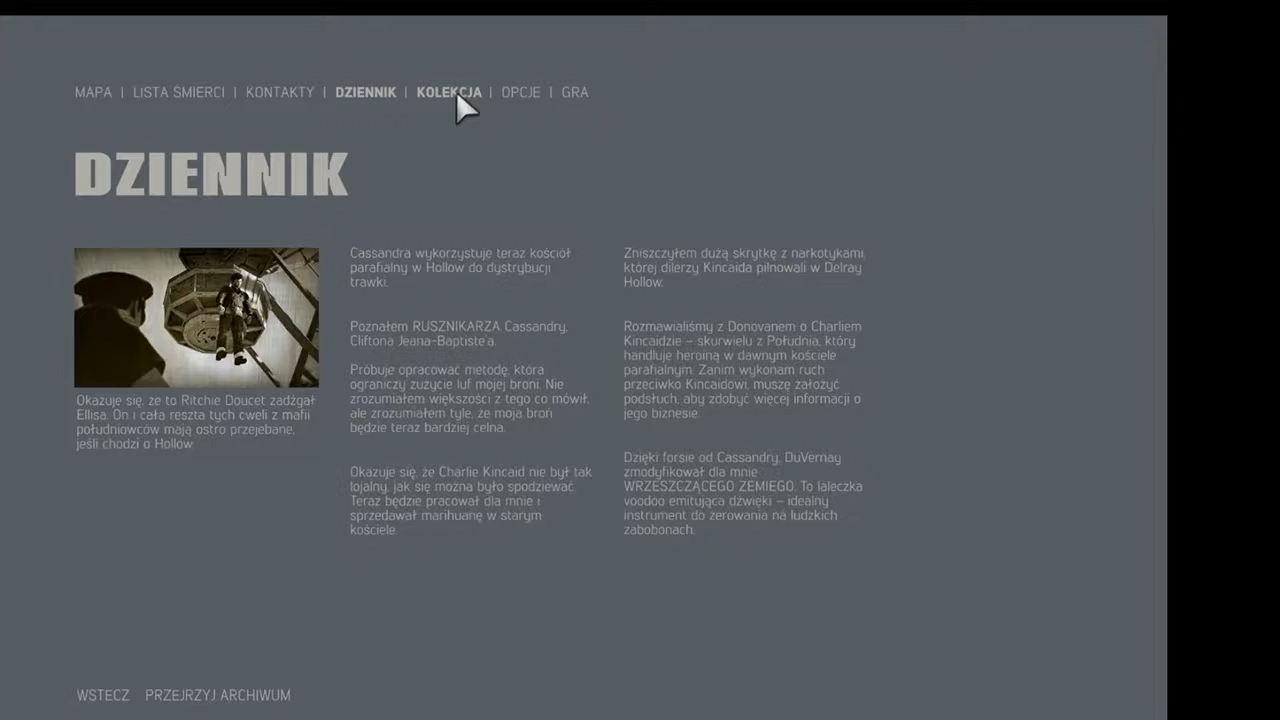 MAPA | LISTA ŚMIERCI | KONTAKTY | DZIENNIK | KOLEKCJA | OPCJE | GRA
DZIENNIK
Okazuje się, że to Ritchie Doucet zadźgał
Ellisa. On i cała reszta tych cweli z mafii
południowców mają ostro przejebane,
jeśli chodzi o Hollow.
Cassandra wykorzystuje teraz kościół
parafialny w Hollow do dystrybucji
trawki.
Poznałem RUSZNIKARZA Cassandry,
Cliftona Jeana-Baptiste'a.
Próbuje opracować metodę, która
ograniczy zużycie luf mojej broni. Nie
zrozumiałem większości z tego co mówił,
ale zrozumiałem tyle, że moja broń
będzie teraz bardziej celna.
Okazuje się, że Charlie Kincaid nie był tak
lojalny, jak się można było spodziewać.
Teraz będzie pracował dla mnie i
sprzedawał marihuanę w starym
kościele.
Zniszczyłem dużą skrytkę z narkotykami,
której dilerzy Kincaida pilnowali w Delray
Hollow.
Rozmawialiśmy z Donovanem o Charliem
Kincaidzie – skurwielu z Południa, który
handluje heroiną w dawnym kościele
parafialnym. Zanim wykonam ruch
przeciwko Kincaidowi, muszę założyć
podsłuch, aby zdobyć więcej informacji o
jego biznesie.
Dzięki forsie od Cassandry, DuVernay
zmodyfikował dla mnie
WRZESZCZĄCEGO ZEMIEGO. To laleczka
voodoo emitująca dźwięki – idealny
instrument do żerowania na ludzkich
zabobonach.
WSTECZ PRZEJRZYJ ARCHIWUM